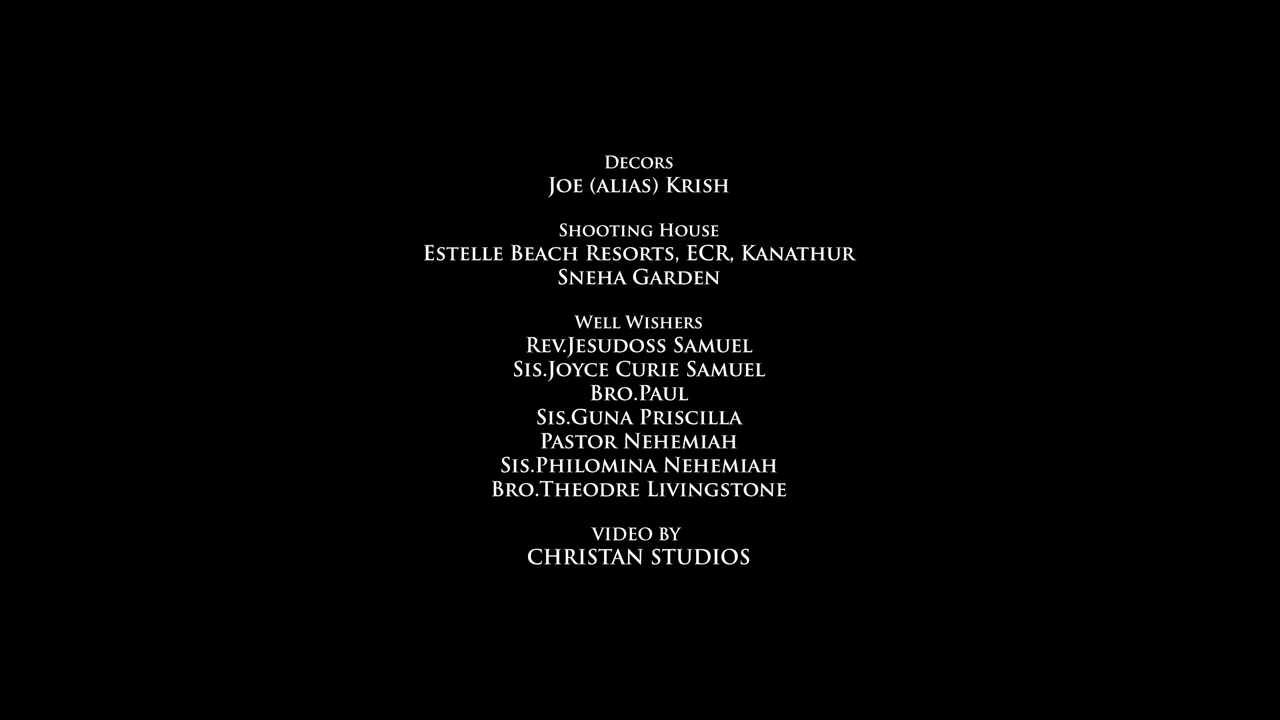 Decors
Joe (alias) Krish
Shooting House
Estelle Beach Resorts, ECR, Kanathur
Sneha Garden
Well Wishers
Rev.Jesudoss Samuel
Sis.Joyce Curie Samuel
Bro.Paul
Sis.Guna Priscilla
Pastor Nehemiah
Sis.Philomina Nehemiah
Bro.Theodre Livingstone
VIDEO BY
CHRISTAN STUDIOS